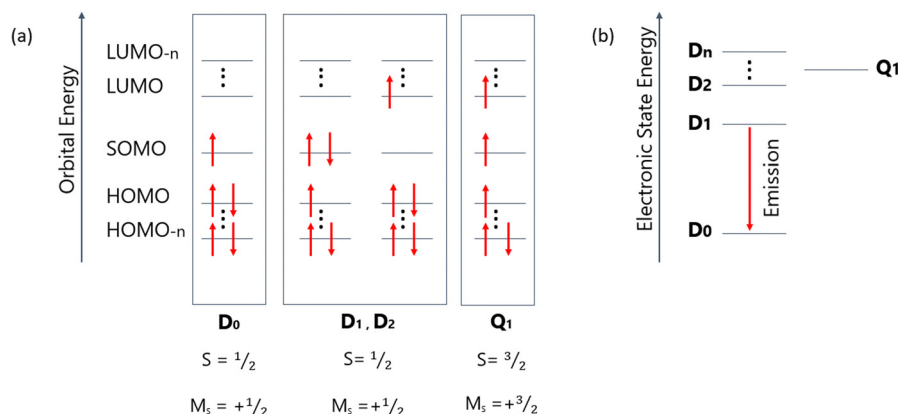 (a)
Orbital Energy
LUMO-n
LUMO
SOMO
HOMO
HOMO-n
D0
D1, D2
Q1
S = 1/2
S = 1/2
S = 3/2
Ms = +1/2
Ms = +1/2
Ms = +3/2
(b)
Electronic State Energy
Dn
D2
D1
D0
Q1
Emission